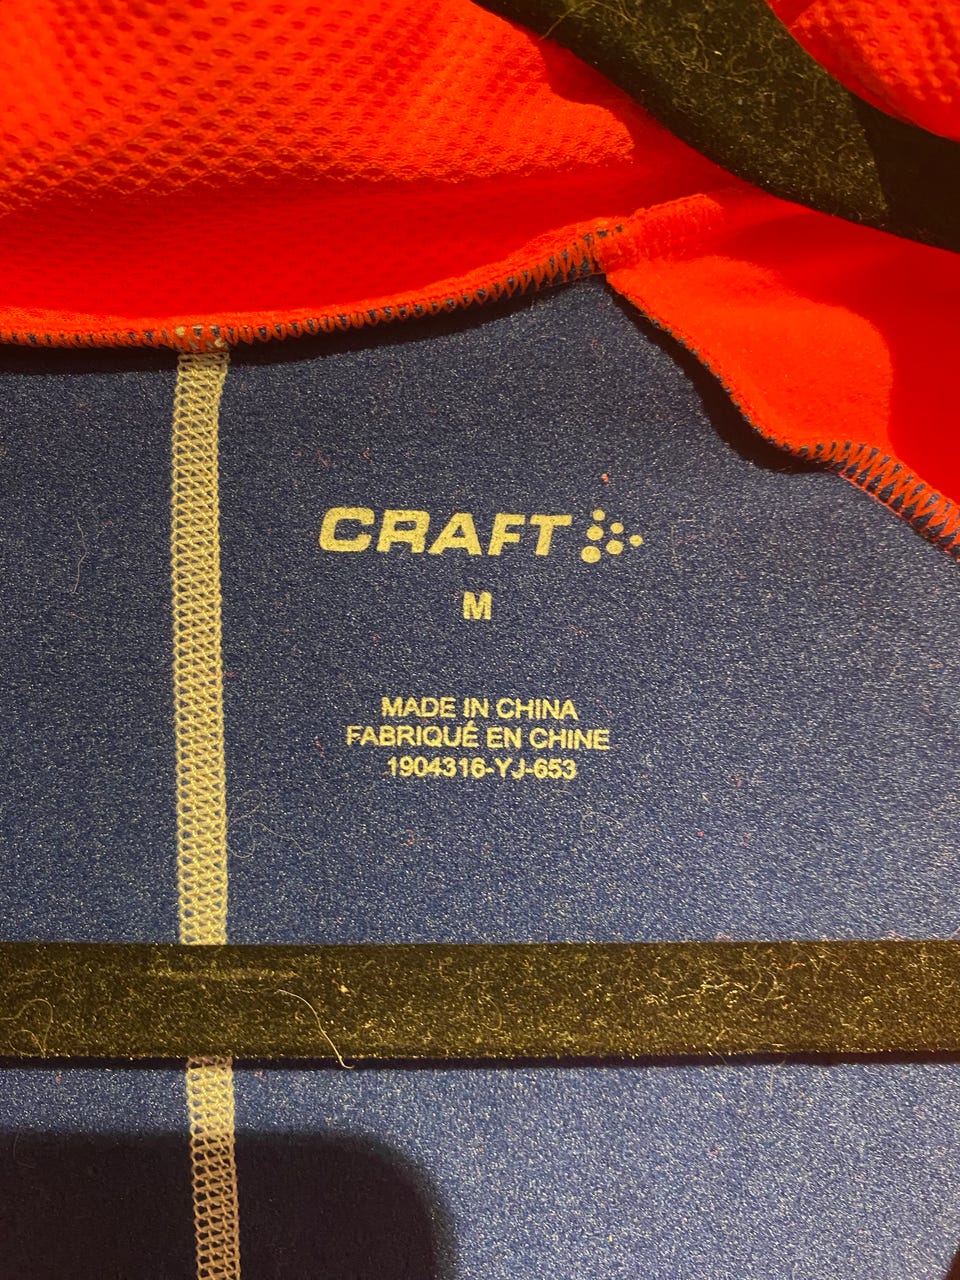 CRAFT
M
MADE IN CHINA
FABRIQUÉ EN CHINE
1904316-YJ-653